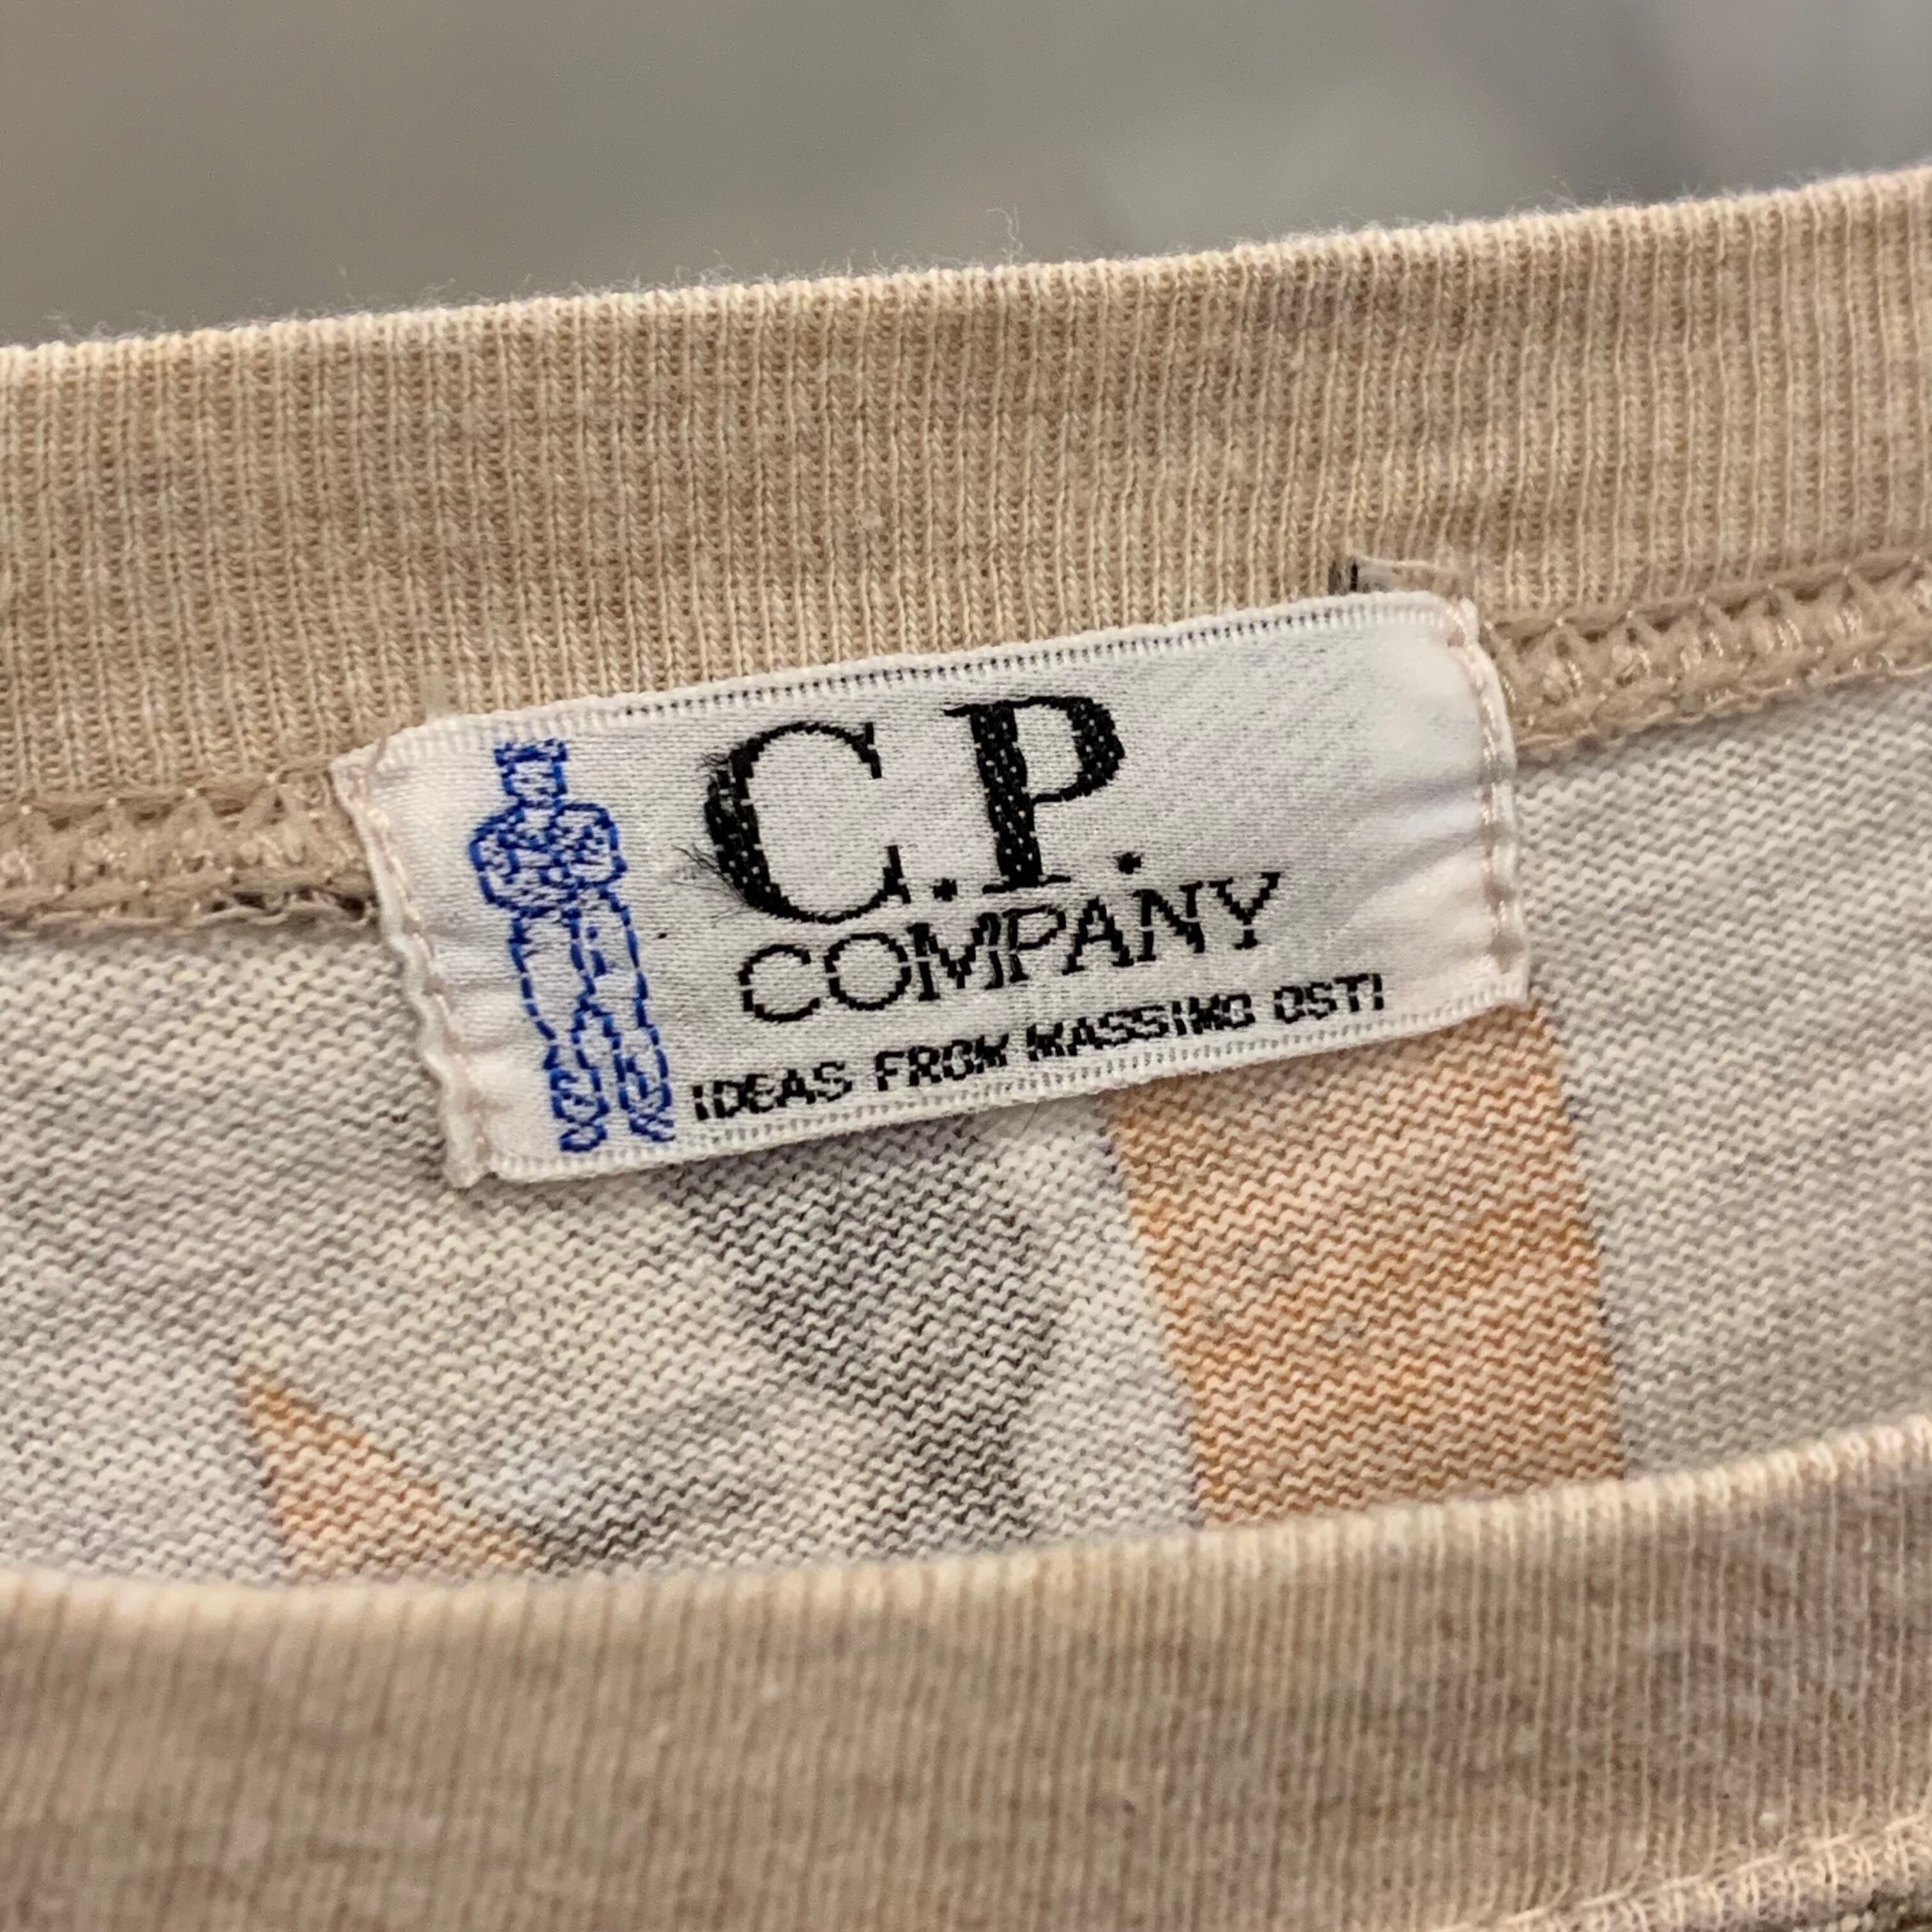 C.P.
COMPANY
IDEAS FROM MASSIMO OSTI